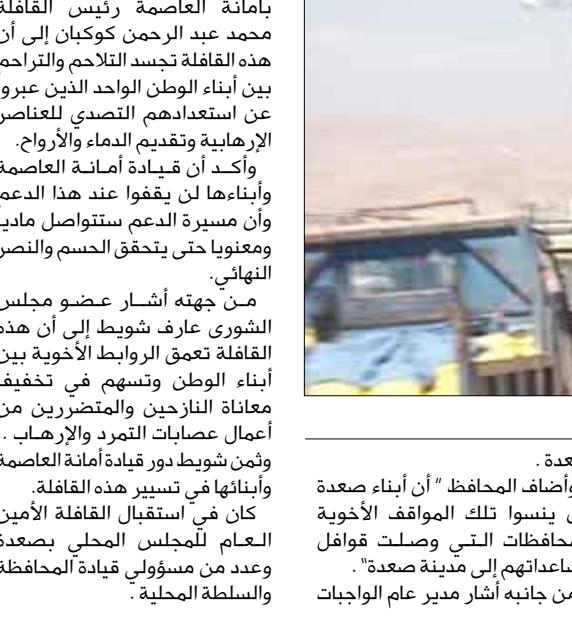 عدة .
وأضاف المحافظ " أن أبناء صعدة
ينسوا تلك المواقف الأخوية
محافظات الـتـي وصـلـت قوافل
ساعداتهم إلى مدينة صعدة" .
من جانبه أشار مدير عام الواجبات
بأمانة العاصمة رئيس القافلة
محمد عبد الرحمن كوكبان إلى أن
هذه القافلة تجسد التلاحم والتراحم
بين أبناء الوطن الواحد الذين عبروا
عن استعدادهم التصدي للعناصر
الإرهابية وتقديم الدماء والأرواح.
وأكــد أن قـيـادة أمـانـة العاصمة
وأبناءها لن يقفوا عند هذا الدعم
وأن مسيرة الدعم ستتواصل ماديا
ومعنويا حتى يتحقق الحسم والنصر
النهائي.
مـن جهته أشــار عـضـو مجلس
الشورى عارف شويط إلى أن هذه
القافلة تعمق الروابط الأخوية بين
أبناء الوطن وتسهم في تخفيف
معاناة النازحين والمتضررين من
أعمال عصابات التمرد والإرهـاب ..
وثمن شويط دور قيادة أمانة العاصمة
وأبنائها في تسيير هذه القافلة.
كان في استقبال القافلة الأمين
الـعـام للمجلس المحلي بصعدة
وعدد من مسؤولي قيادة المحافظة
والسلطة المحلية .